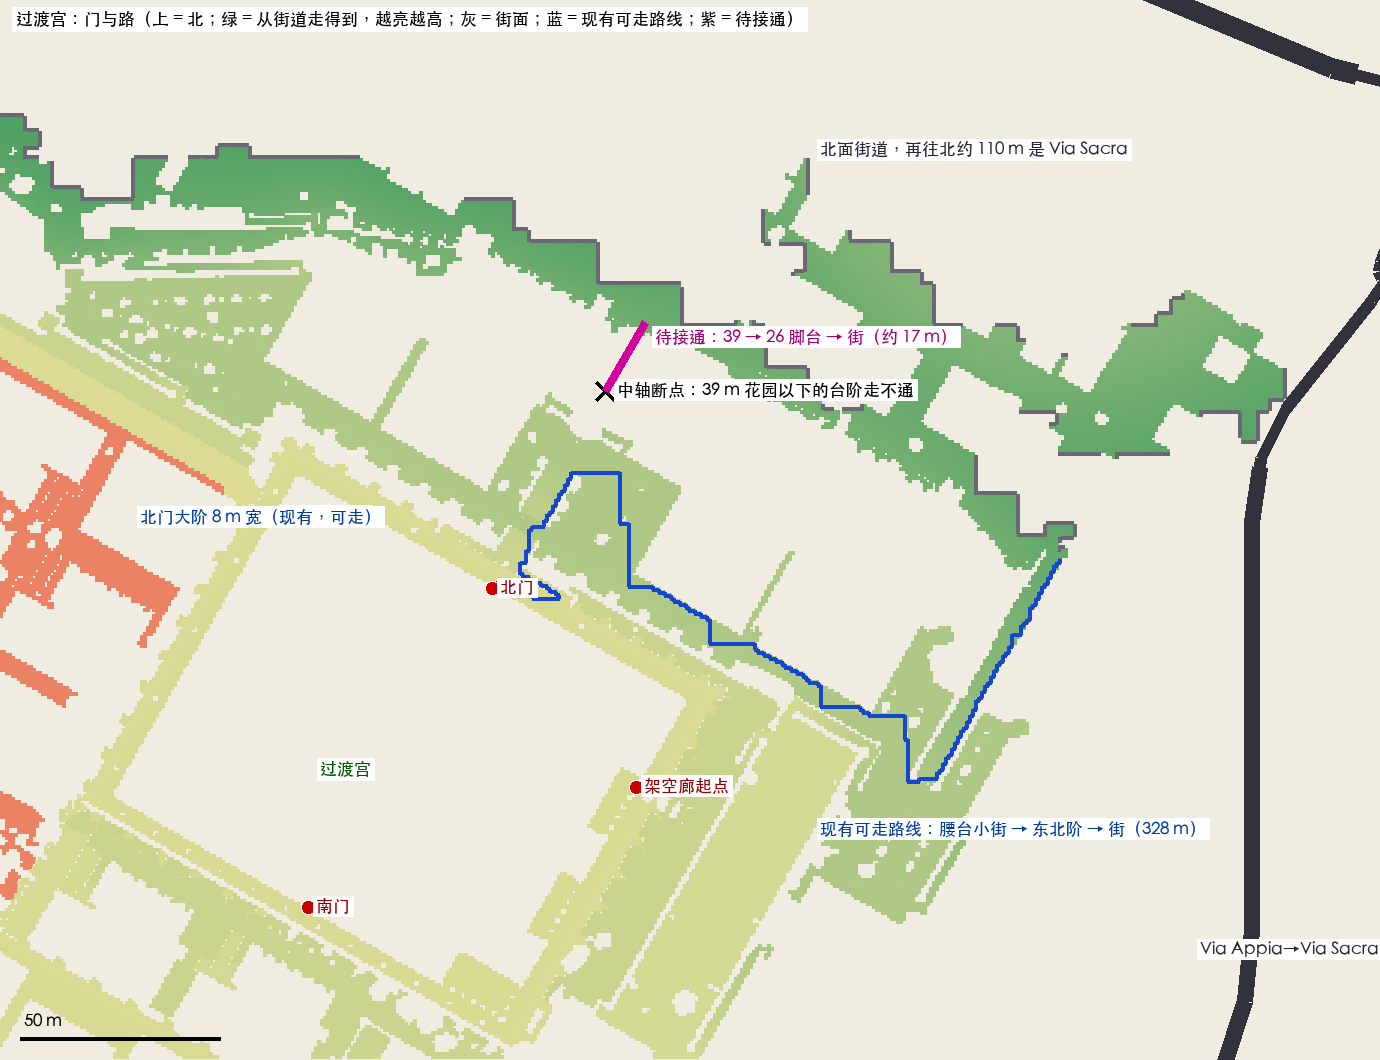 过渡宫：门与路（上 = 北；绿 = 从街道走得到，越亮越高；灰 = 街面；蓝 = 现有可走路线；紫 = 待接通）
北面街道，再往北约 110 m 是 Via Sacra
待接通：39 → 26 脚台 → 街（约 17 m）
中轴断点：39 m 花园以下的台阶走不通
北门大阶 8 m 宽（现有，可走）
北门
过渡宫
架空廊起点
现有可走路线：腰台小街 → 东北阶 → 街（328 m）
南门
Via Appia→Via Sacra
50 m